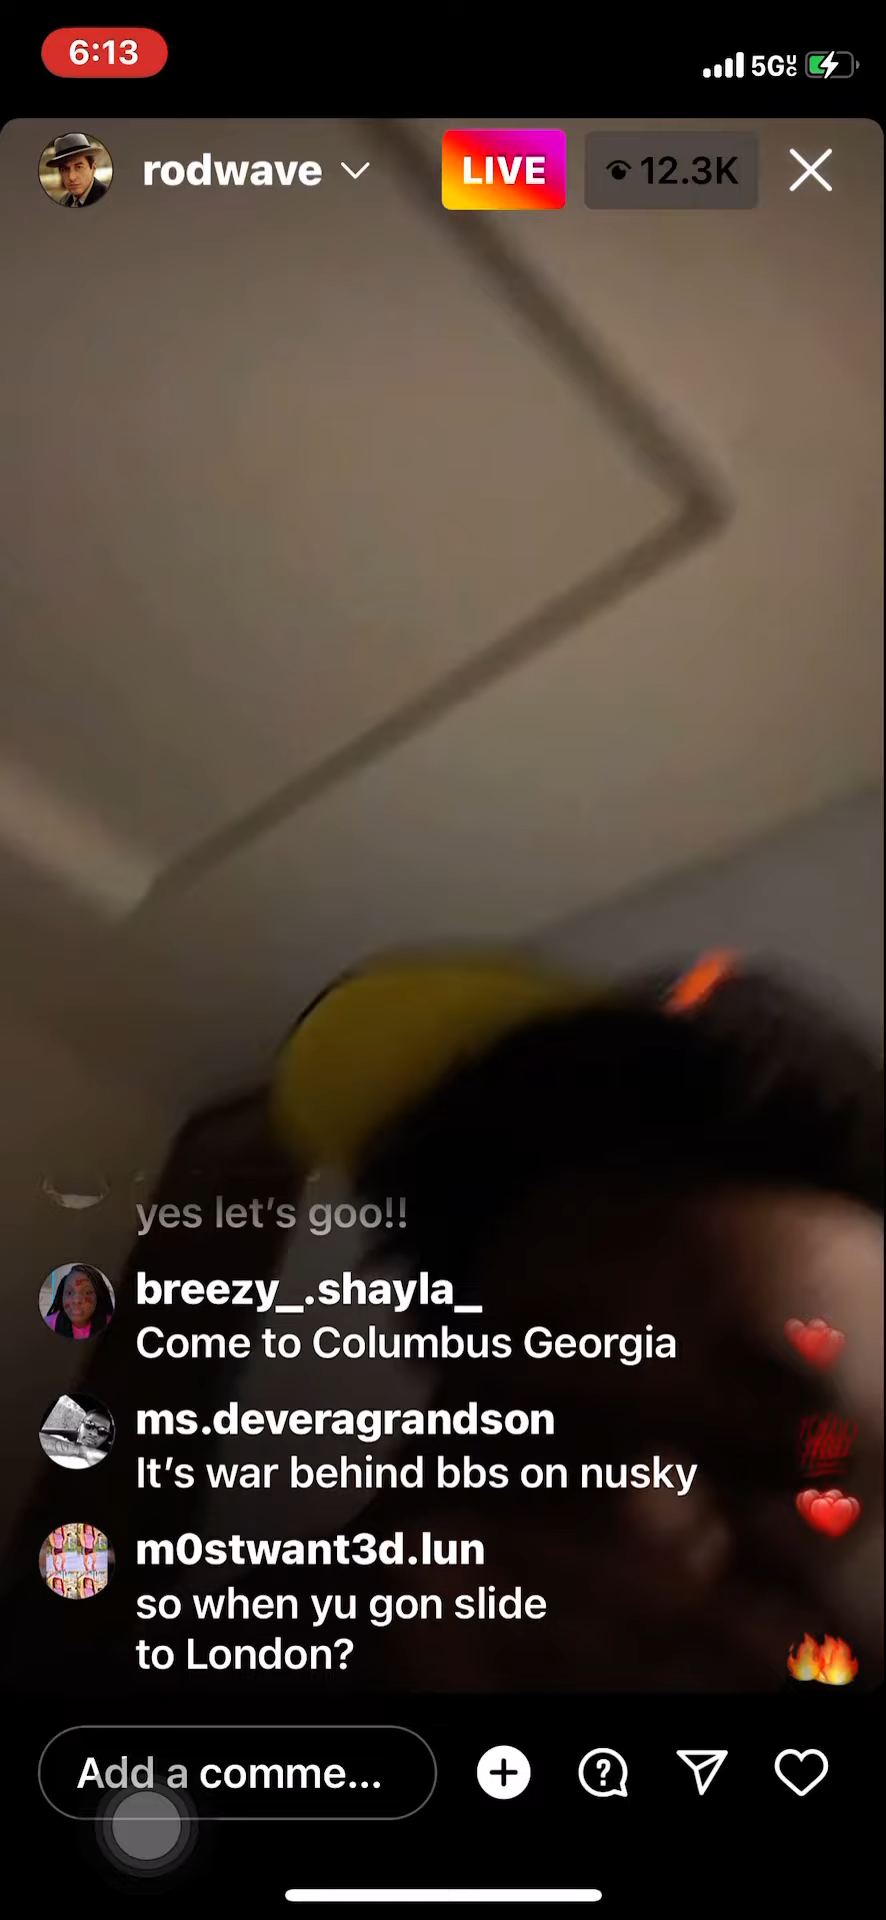 6:13
5GUC
rodwave
LIVE
12.3K
yes let’s goo!!
breezy_.shayla_
Come to Columbus Georgia
ms.deveragrandson
It’s war behind bbs on nusky
m0stwant3d.lun
so when yu gon slide
to London?
Add a comme...